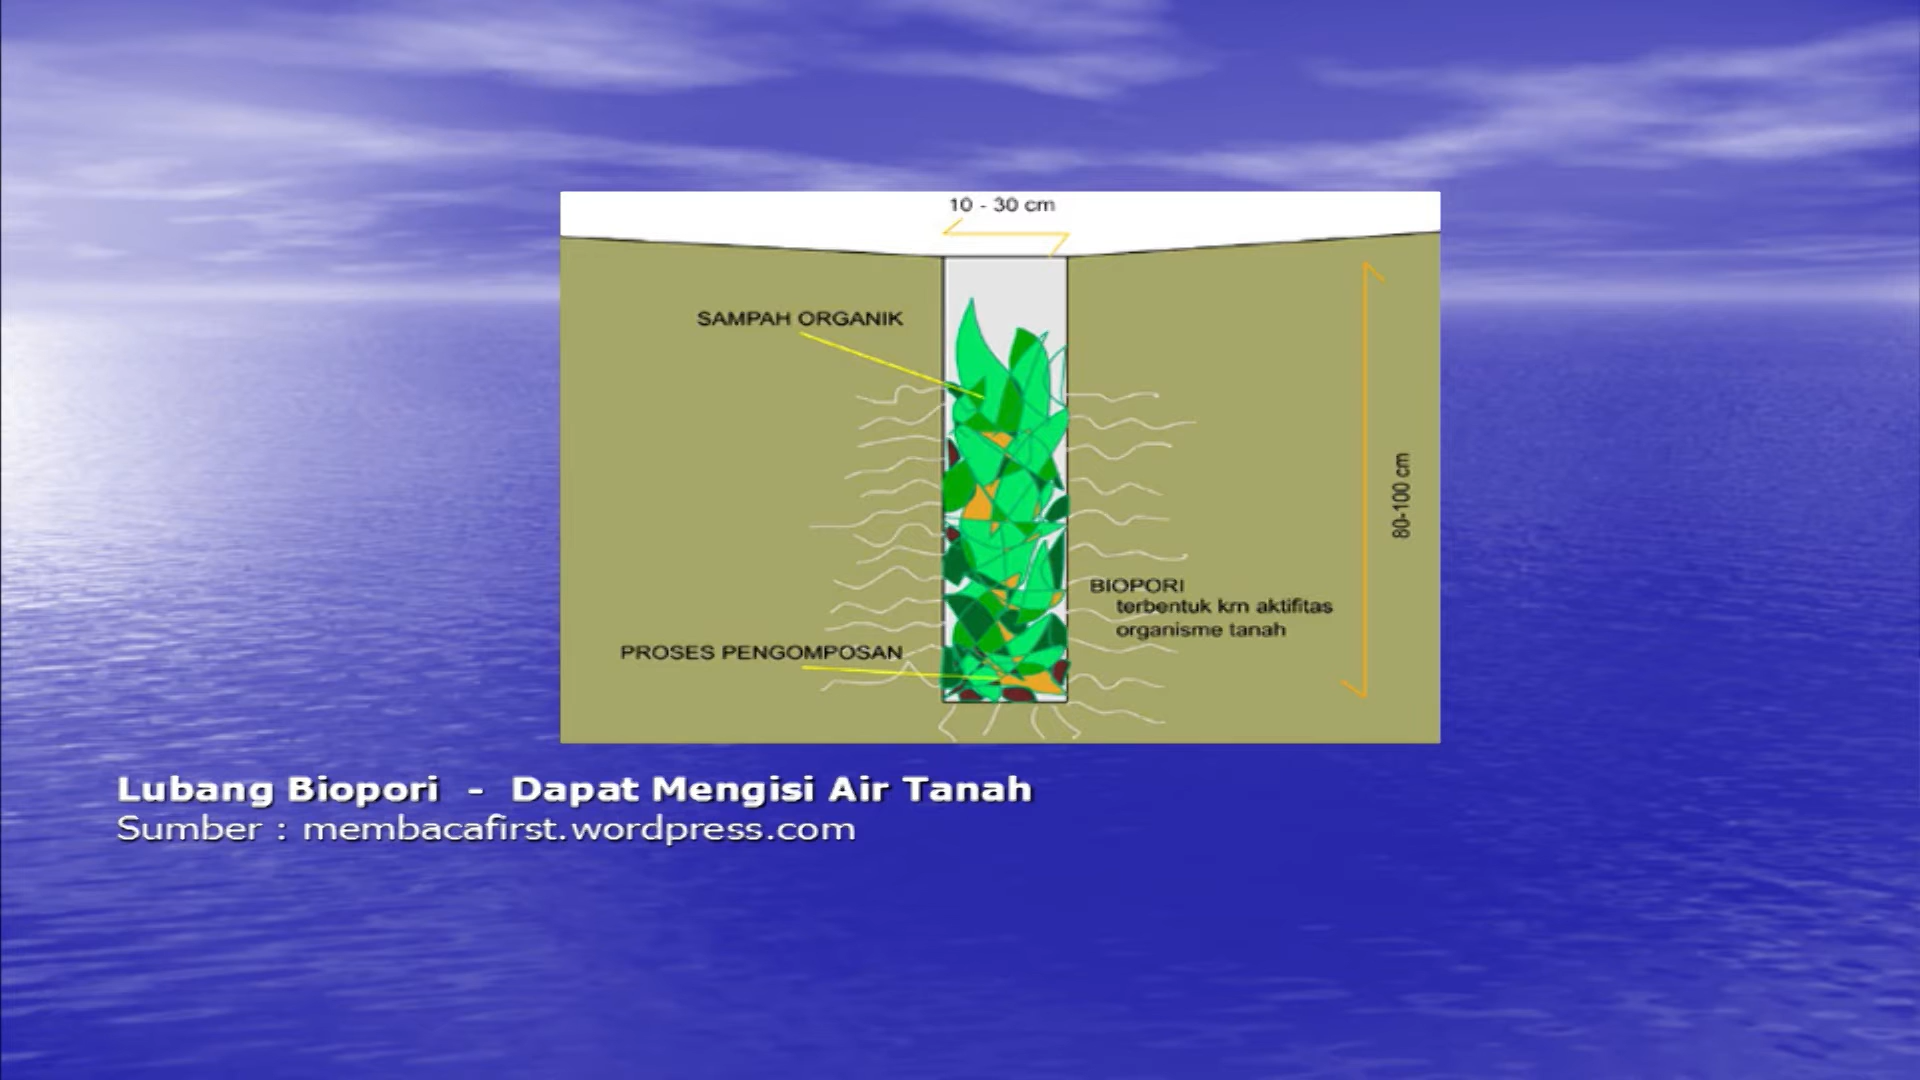 10 - 30 cm
SAMPAH ORGANIK
80-100 cm
BIOPORI
terbentuk krn aktifitas
organisme tanah
PROSES PENGOMPOSAN
Lubang Biopori - Dapat Mengisi Air Tanah
Sumber : membacafirst.wordpress.com